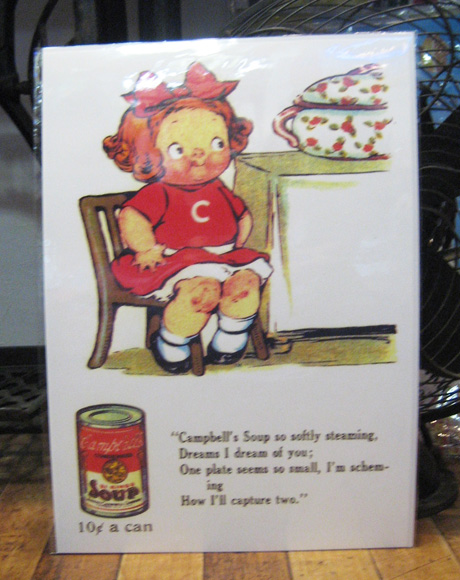 C
Campbell's
SOUP
10¢ a can
"Campbell's Soup so softly steaming,
Dreams I dream of you;
One plate seems so small, I'm schem-
ing
How I'll capture two."